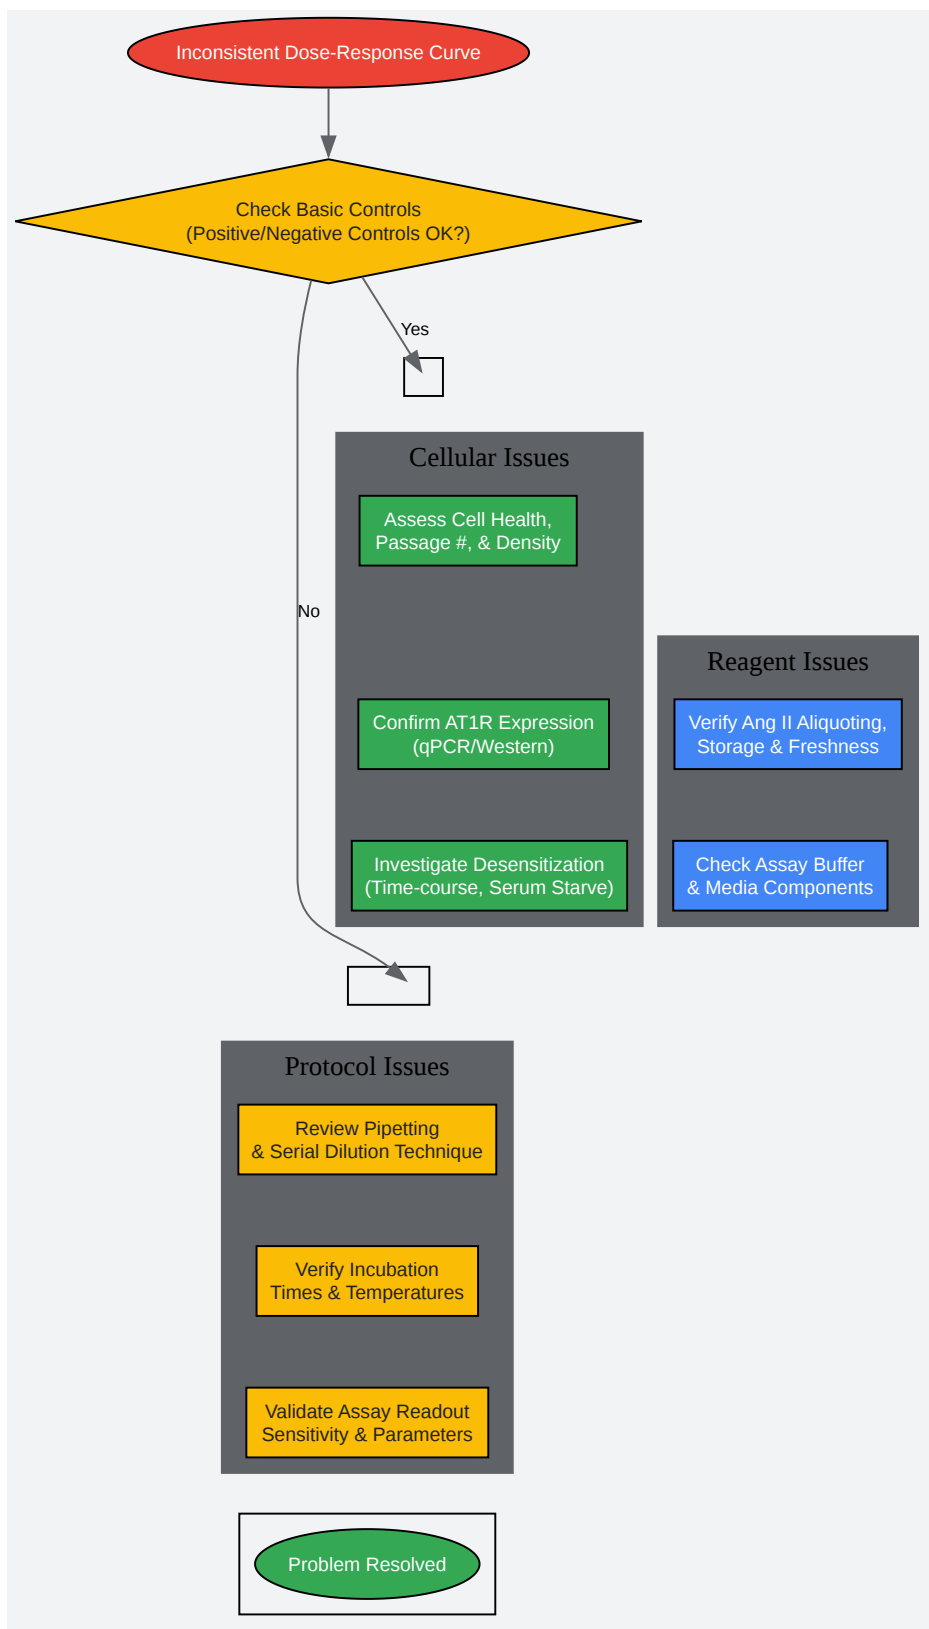 Inconsistent Dose-Response Curve
Check Basic Controls
(Positive/Negative Controls OK?)
Yes
Cellular Issues
Assess Cell Health,
Passage #, & Density
No
Confirm AT1R Expression
(qPCR/Western)
Investigate Desensitization
(Time-course, Serum Starve)
Reagent Issues
Verify Ang II Aliquoting,
Storage & Freshness
Check Assay Buffer
& Media Components
Protocol Issues
Review Pipetting
& Serial Dilution Technique
Verify Incubation
Times & Temperatures
Validate Assay Readout
Sensitivity & Parameters
Problem Resolved